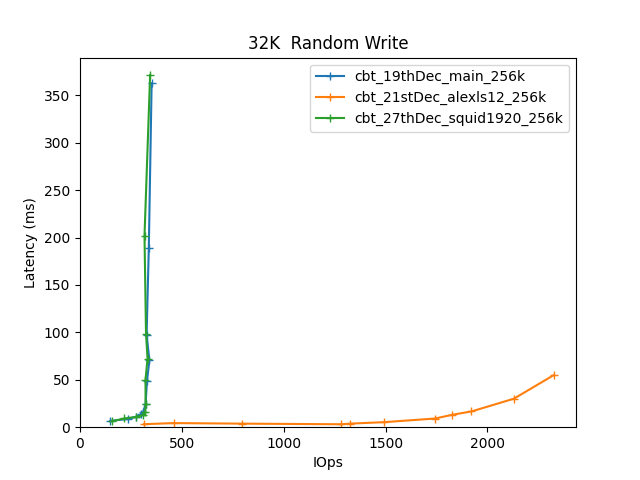 32K  Random Write
cbt_19thDec_main_256k
cbt_21stDec_alexls12_256k
cbt_27thDec_squid1920_256k
Latency (ms)
350
300
250
200
150
100
50
0
0 500 1000 1500 2000
IOps